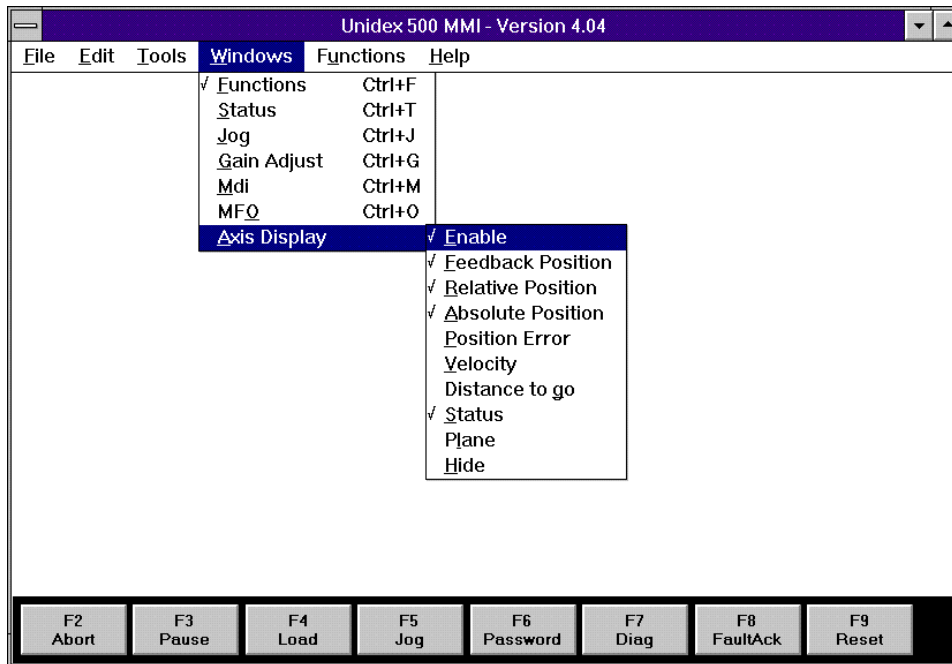 Unidex 500 MMI - Version 4.04
File Edit Tools Windows Functions Help
√ Functions Ctrl+F
Status Ctrl+T
Jog Ctrl+J
Gain Adjust Ctrl+G
Mdi Ctrl+M
MFO Ctrl+O
Axis Display
√ Enable
√ Feedback Position
√ Relative Position
√ Absolute Position
Position Error
Velocity
Distance to go
√ Status
Plane
Hide
F2 F3 F4 F5 F6 F7 F8 F9
Abort Pause Load Jog Password Diag FaultAck Reset